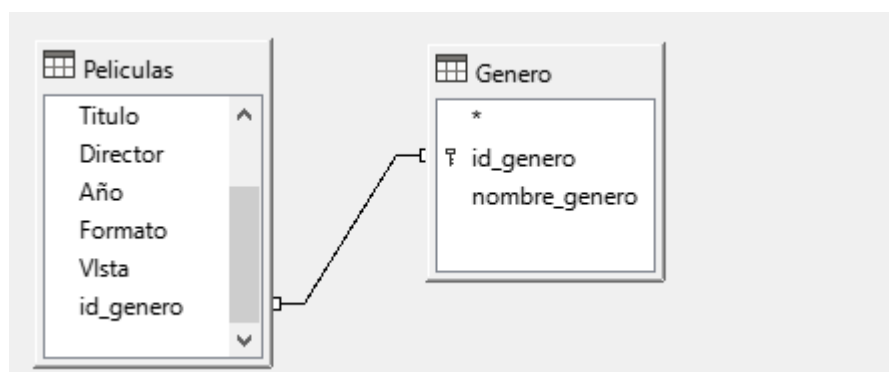 Peliculas
Titulo
Director
Año
Formato
VIsta
id_genero
Genero
*
id_genero
nombre_genero